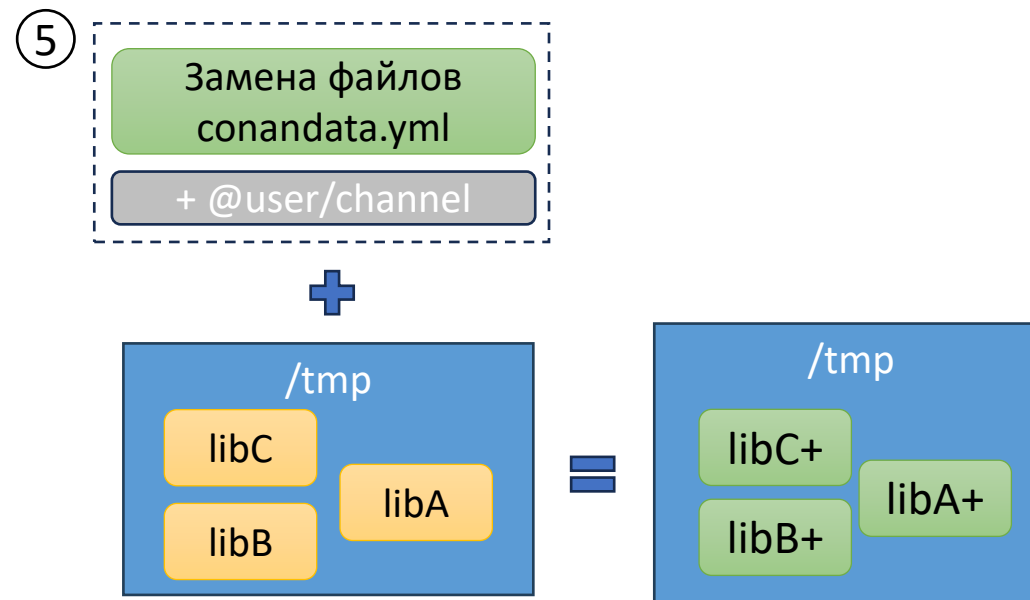 5
Замена файлов
conandata.yml
+ @user/channel
/tmp
libC
libA
libB
/tmp
libC+
libA+
libB+